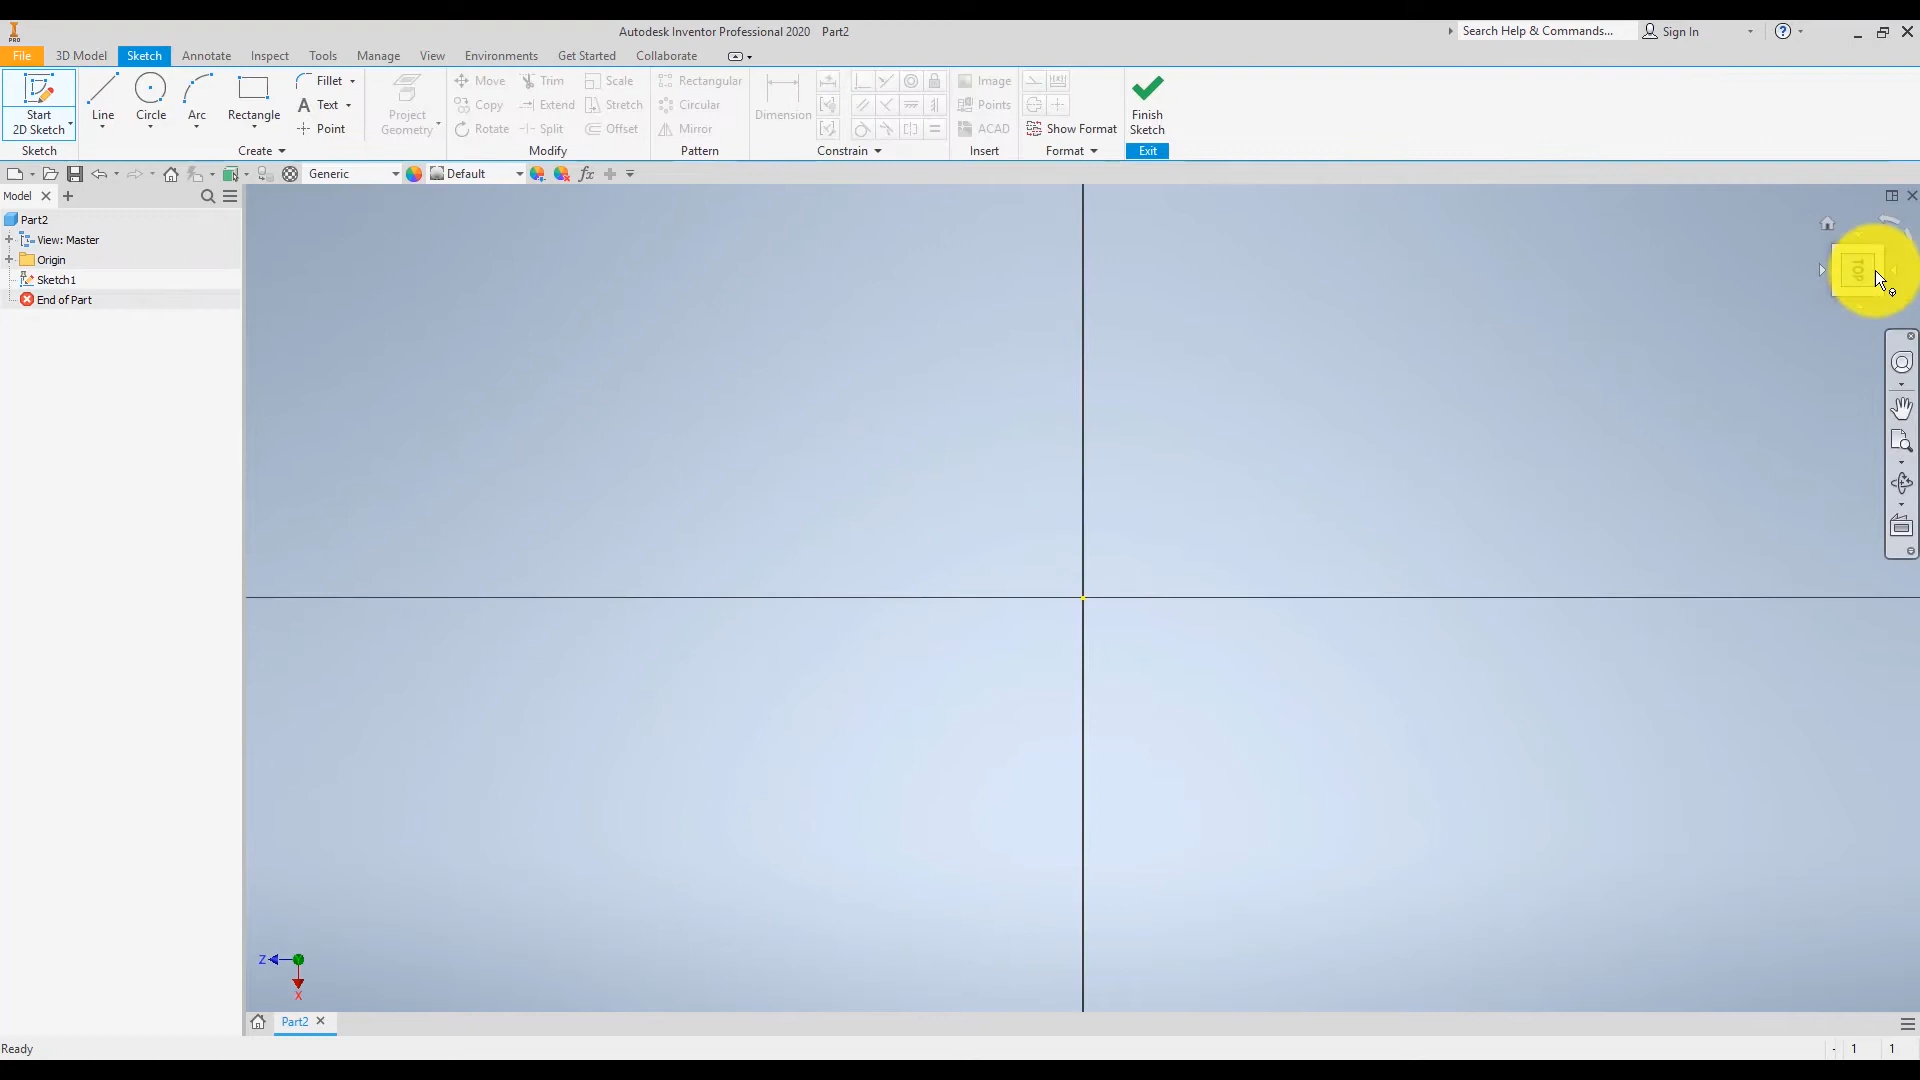 Autodesk Inventor Professional 2020 Part2
Search Help & Commands...
Sign In
PRO
File 3D Model Sketch Annotate Inspect Tools Manage View Environments Get Started Collaborate
Start
2D Sketch
Line Circle Arc Rectangle
Fillet
Text
Point
Project
Geometry
Move Trim Scale
Copy Extend Stretch
Rotate Split Offset
Rectangular
Circular
Mirror
Dimension
Image
Points
ACAD
Show Format
Finish
Sketch
Sketch Create Modify Pattern Constrain Insert Format Exit
Generic Default fx
Model
Part2
View: Master
Origin
Sketch1
End of Part
TOP
Z
X
Part2
Ready
- 1 1